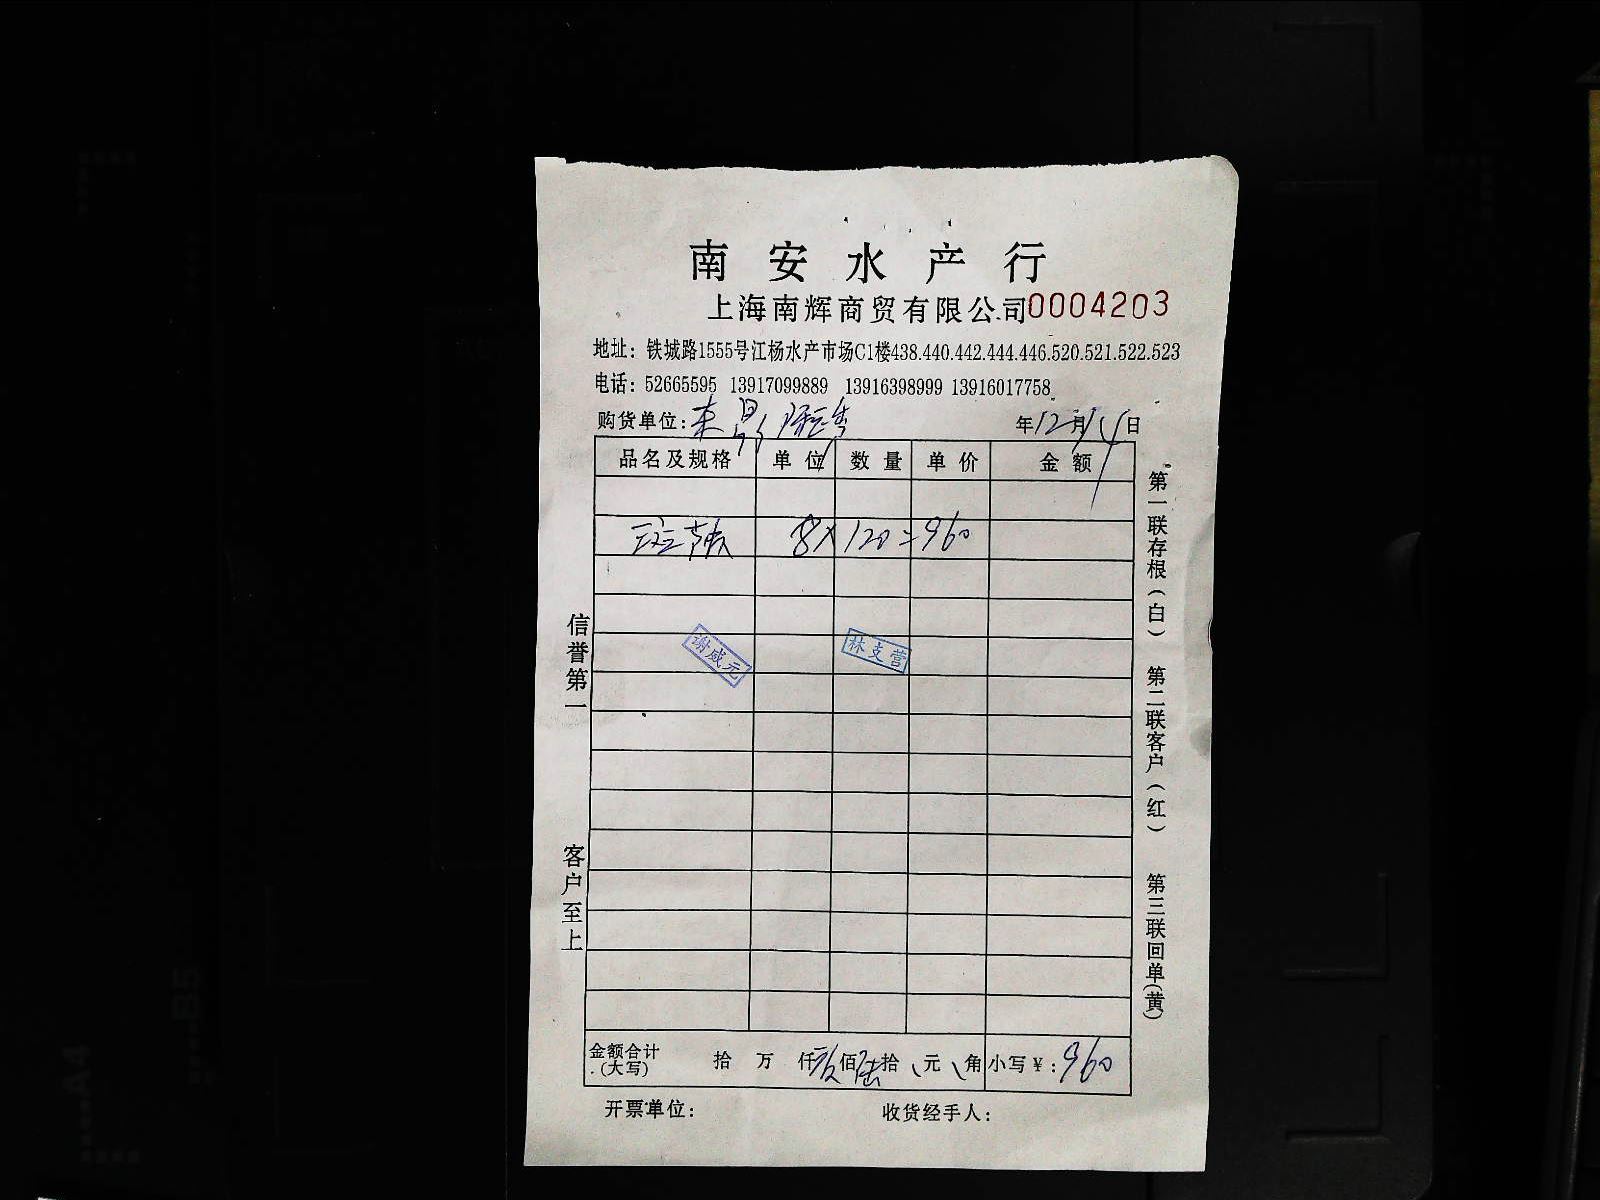 南安水产行
上海南辉商贸有限公司0004203
地址：铁城路1555号江杨水产市场C1楼438.440.442.444.446.520.521.522.523
电话：52665595 13917099889 13916398999 13916017758
购货单位： 年12月14日
品名及规格 单位 数量 单价 金额
斑节 8×120=960
谢咸元
林支营
信誉第一
客户至上
第一联存根（白） 第二联客户（红） 第三联回单（黄）
金额合计（大写） 拾 万 仟 玖佰陆拾 元 角 小写¥：960
开票单位： 收货经手人：